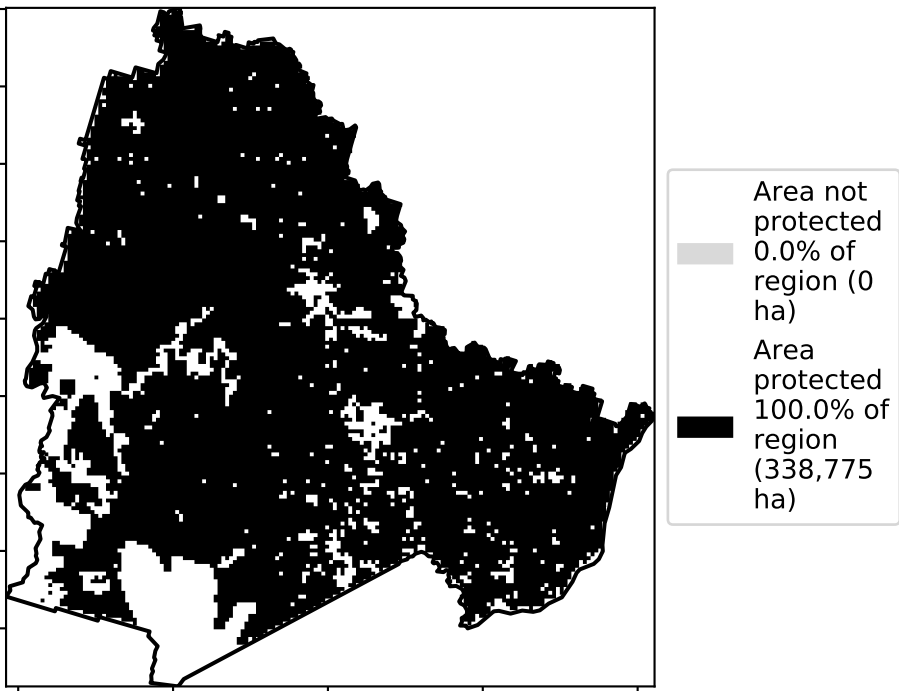 Area not
protected
0.0% of
region (0
ha)
Area
protected
100.0% of
region
(338,775
ha)